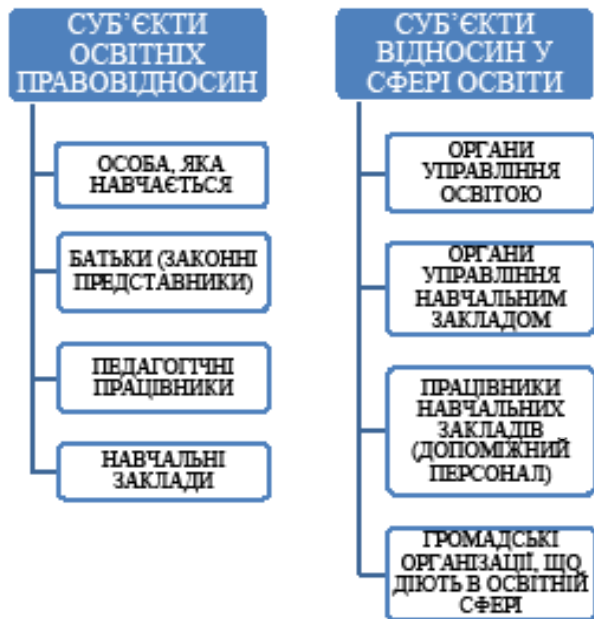 СУБ’ЄКТИ
ОСВІТНІХ
ПРАВОВІДНОСИН
ОСОБА, ЯКА
НАВЧАЄТЬСЯ
БАТЬКИ (ЗАКОННІ
ПРЕДСТАВНИКИ)
ПЕДАГОГІЧНІ
ПРАЦІВНИКИ
НАВЧАЛЬНІ
ЗАКЛАДИ
СУБ’ЄКТИ
ВІДНОСИН У
СФЕРІ ОСВІТИ
ОРГАНИ
УПРАВЛІННЯ
ОСВІТОЮ
ОРГАНИ
УПРАВЛІННЯ
НАВЧАЛЬНИМ
ЗАКЛАДОМ
ПРАЦІВНИКИ
НАВЧАЛЬНИХ
ЗАКЛАДІВ
(ДОПОМІЖНИЙ
ПЕРСОНАЛ)
ГРОМАДСЬКІ
ОРГАНІЗАЦІЇ, ЩО
ДІЮТЬ В ОСВІТНІЙ
СФЕРІ